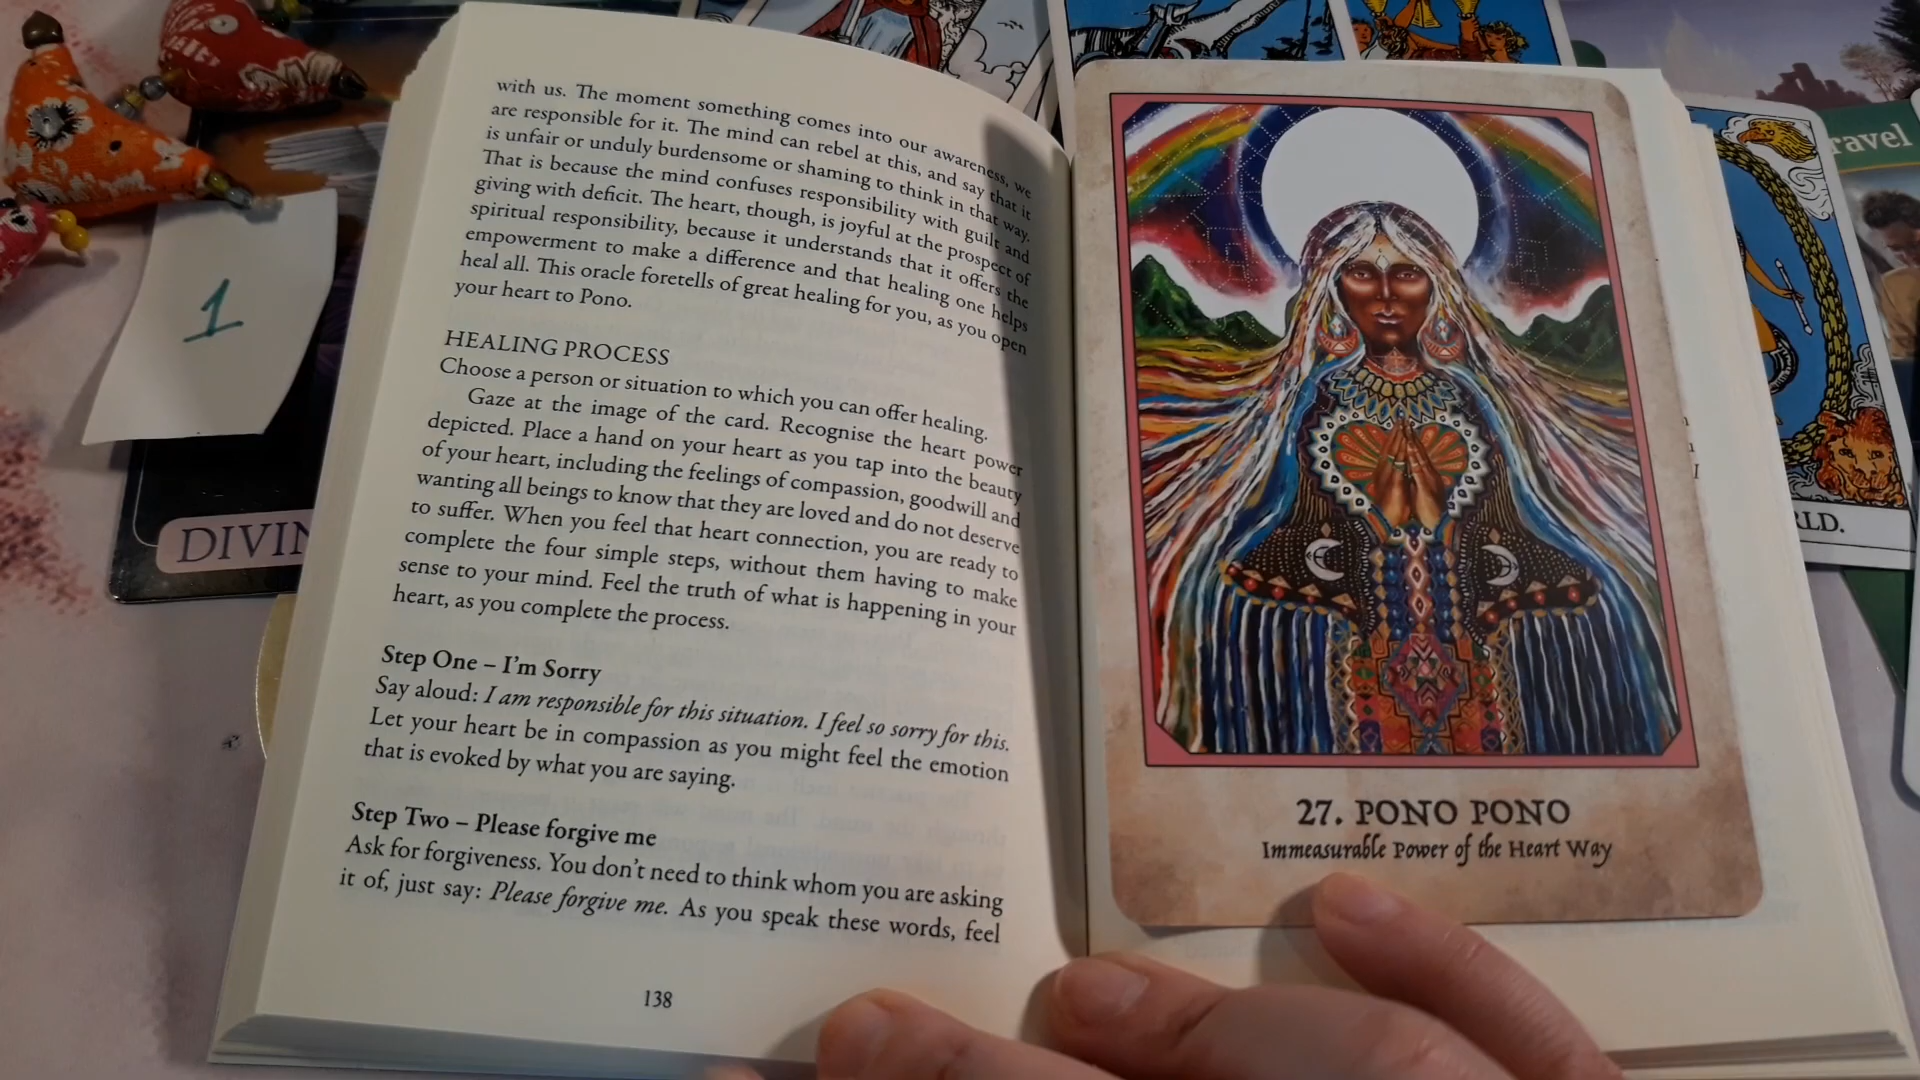 with us. The moment something comes into our awareness, we
are responsible for it. The mind can rebel at this, and say that it
is unfair or unduly burdensome or shaming to think in that way.
That is because the mind confuses responsibility with guilt and
giving with deficit. The heart, though, is joyful at the prospect of
spiritual responsibility, because it understands that it offers the
empowerment to make a difference and that healing one helps
heal all. This oracle foretells of great healing for you, as you open
your heart to Pono.
HEALING PROCESS
Choose a person or situation to which you can offer healing.
Gaze at the image of the card. Recognise the heart power
depicted. Place a hand on your heart as you tap into the beauty
of your heart, including the feelings of compassion, goodwill and
wanting all beings to know that they are loved and do not deserve
to suffer. When you feel that heart connection, you are ready to
complete the four simple steps, without them having to make
sense to your mind. Feel the truth of what is happening in your
heart, as you complete the process.
Step One – I'm Sorry
Say aloud: I am responsible for this situation. I feel so sorry for this.
Let your heart be in compassion as you might feel the emotion
that is evoked by what you are saying.
Step Two – Please forgive me
Ask for forgiveness. You don't need to think whom you are asking
it of, just say: Please forgive me. As you speak these words, feel
138
27. PONO PONO
Immeasurable Power of the Heart Way
1
DIVIN
ravel
RLD.